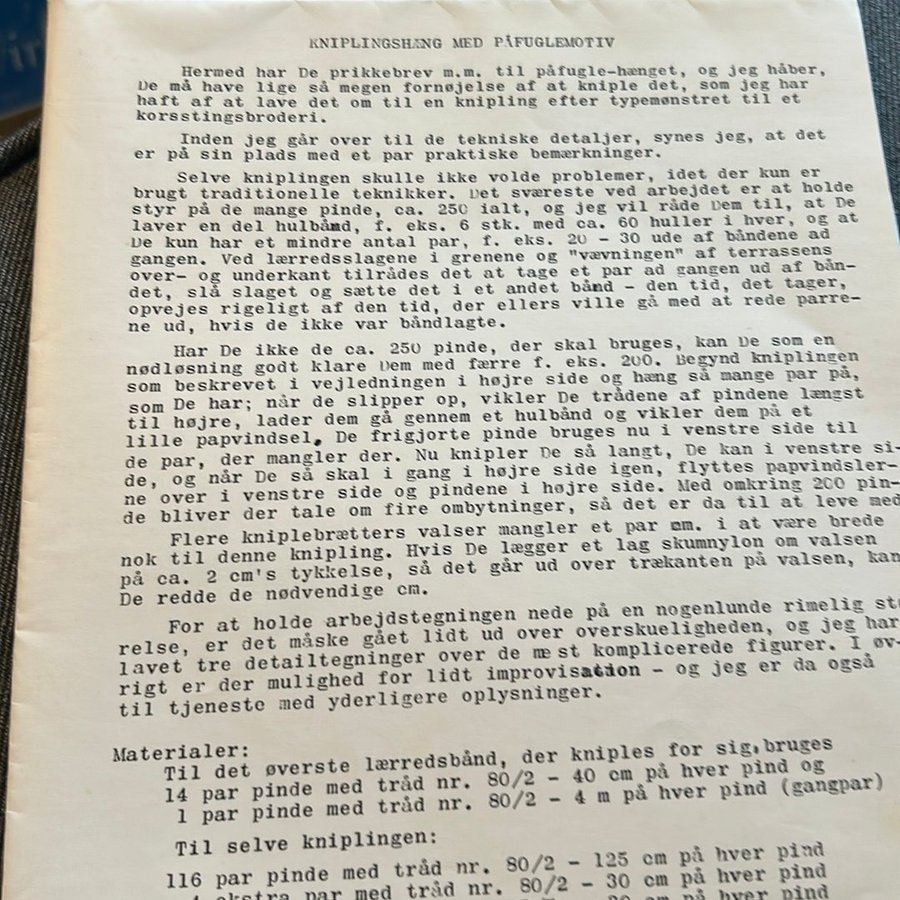 KNIPLINGSHÆNG MED PÅFUGLEMOTIV
Hermed har De prikkebrev m.m. til påfugle-hænget, og jeg håber,
De må have lige så megen fornøjelse af at kniple det, som jeg har
haft af at lave det om til en knipling efter typemønstret til et
korsstingsbroderi.
Inden jeg går over til de tekniske detaljer, synes jeg, at det
er på sin plads med et par praktiske bemærkninger.
Selve kniplingen skulle ikke volde problemer, idet der kun er
brugt traditionelle teknikker. Det sværeste ved arbejdet er at holde
styr på de mange pinde, ca. 250 ialt, og jeg vil råde Dem til, at De
laver en del hulbånd, f. eks. 6 stk. med ca. 60 huller i hver, og at
De kun har et mindre antal par, f. eks. 20 - 30 ude af båndene ad
gangen. Ved lærredsslagene i grenene og "vævningen" af terrassens
over- og underkant tilrådes det at tage et par ad gangen ud af bån-
det, slå slaget og sætte det i et andet bånd - den tid, det tager,
opvejes rigeligt af den tid, der ellers ville gå med at rede parre-
ne ud, hvis de ikke var båndlagte.
Har De ikke de ca. 250 pinde, der skal bruges, kan De som en
nødløsning godt klare Dem med færre f. eks. 200. Begynd kniplingen
som beskrevet i vejledningen i højre side og hæng så mange par på,
som De har; når de slipper op, vikler De trådene af pindene længst
til højre, lader dem gå gennem et hulbånd og vikler dem på et
lille papvindsel. De frigjorte pinde bruges nu i venstre side til
de par, der mangler der. Nu knipler De så langt, De kan i venstre si-
de, og når De så skal i gang i højre side igen, flyttes papvindsler-
ne over i venstre side og pindene i højre side. Med omkring 200 pin-
de bliver der tale om fire ombytninger, så det er da til at leve med
Flere kniplebrætters valser mangler et par mm. i at være brede
nok til denne knipling. Hvis De lægger et lag skumnylon om valsen
på ca. 2 cm's tykkelse, så det går ud over trækanten på valsen, kan
De redde de nødvendige cm.
For at holde arbejdstegningen nede på en nogenlunde rimelig stø
relse, er det måske gået lidt ud over overskueligheden, og jeg har
lavet tre detailtegninger over de mest komplicerede figurer. I øv-
rigt er der mulighed for lidt improvisation - og jeg er da også
til tjeneste med yderligere oplysninger.
Materialer:
Til det øverste lærredsbånd, der kniples for sig, bruges
14 par pinde med tråd nr. 80/2 - 40 cm på hver pind og
1 par pinde med tråd nr. 80/2 - 4 m på hver pind (gangpar)
Til selve kniplingen:
116 par pinde med tråd nr. 80/2 - 125 cm på hver pind
4 ekstra par med tråd nr. 80/2 - 30 cm på hver pind
på hver pind